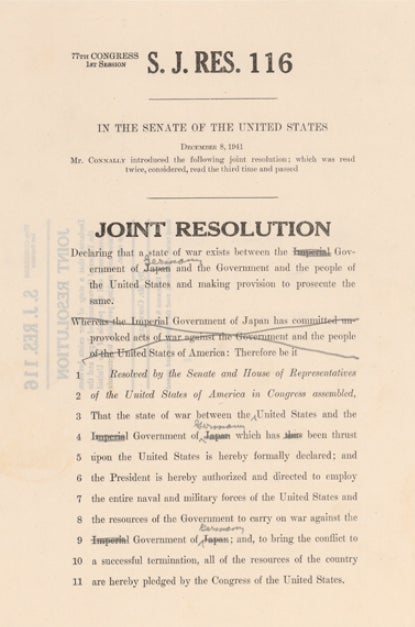 77TH CONGRESS
1ST SESSION
S. J. RES. 116
IN THE SENATE OF THE UNITED STATES
DECEMBER 8, 1941
Mr. CONNALLY introduced the following joint resolution; which was read
twice, considered, read the third time and passed
JOINT RESOLUTION
Declaring that a state of war exists between the Imperial Gov-
Germany
ernment of Japan and the Government and the people of
the United States and making provision to prosecute the
same.
Whereas the Imperial Government of Japan has committed un-
provoked acts of war against the Government and the people
of the United States of America: Therefore be it
1 Resolved by the Senate and House of Representatives
2 of the United States of America in Congress assembled,
3 That the state of war between the United States and the
Germany
4 Imperial Government of Japan which has thus been thrust
5 upon the United States is hereby formally declared; and
6 the President is hereby authorized and directed to employ
7 the entire naval and military forces of the United States and
8 the resources of the Government to carry on war against the
Germany
9 Imperial Government of Japan; and, to bring the conflict to
10 a successful termination, all of the resources of the country
11 are hereby pledged by the Congress of the United States.
JOINT RESOLUTION
S. J. RES. 116